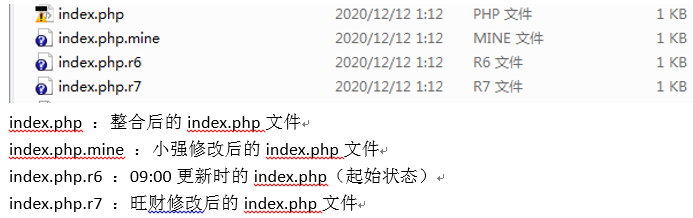 index.php 2020/12/12 1:12 PHP 文件 1 KB
index.php.mine 2020/12/12 1:12 MINE 文件 1 KB
index.php.r6 2020/12/12 1:12 R6 文件 1 KB
index.php.r7 2020/12/12 1:12 R7 文件 1 KB
index.php ：整合后的 index.php 文件
index.php.mine ：小强修改后的 index.php 文件
index.php.r6 ：09:00 更新时的 index.php（起始状态）
index.php.r7 ：旺财修改后的 index.php 文件